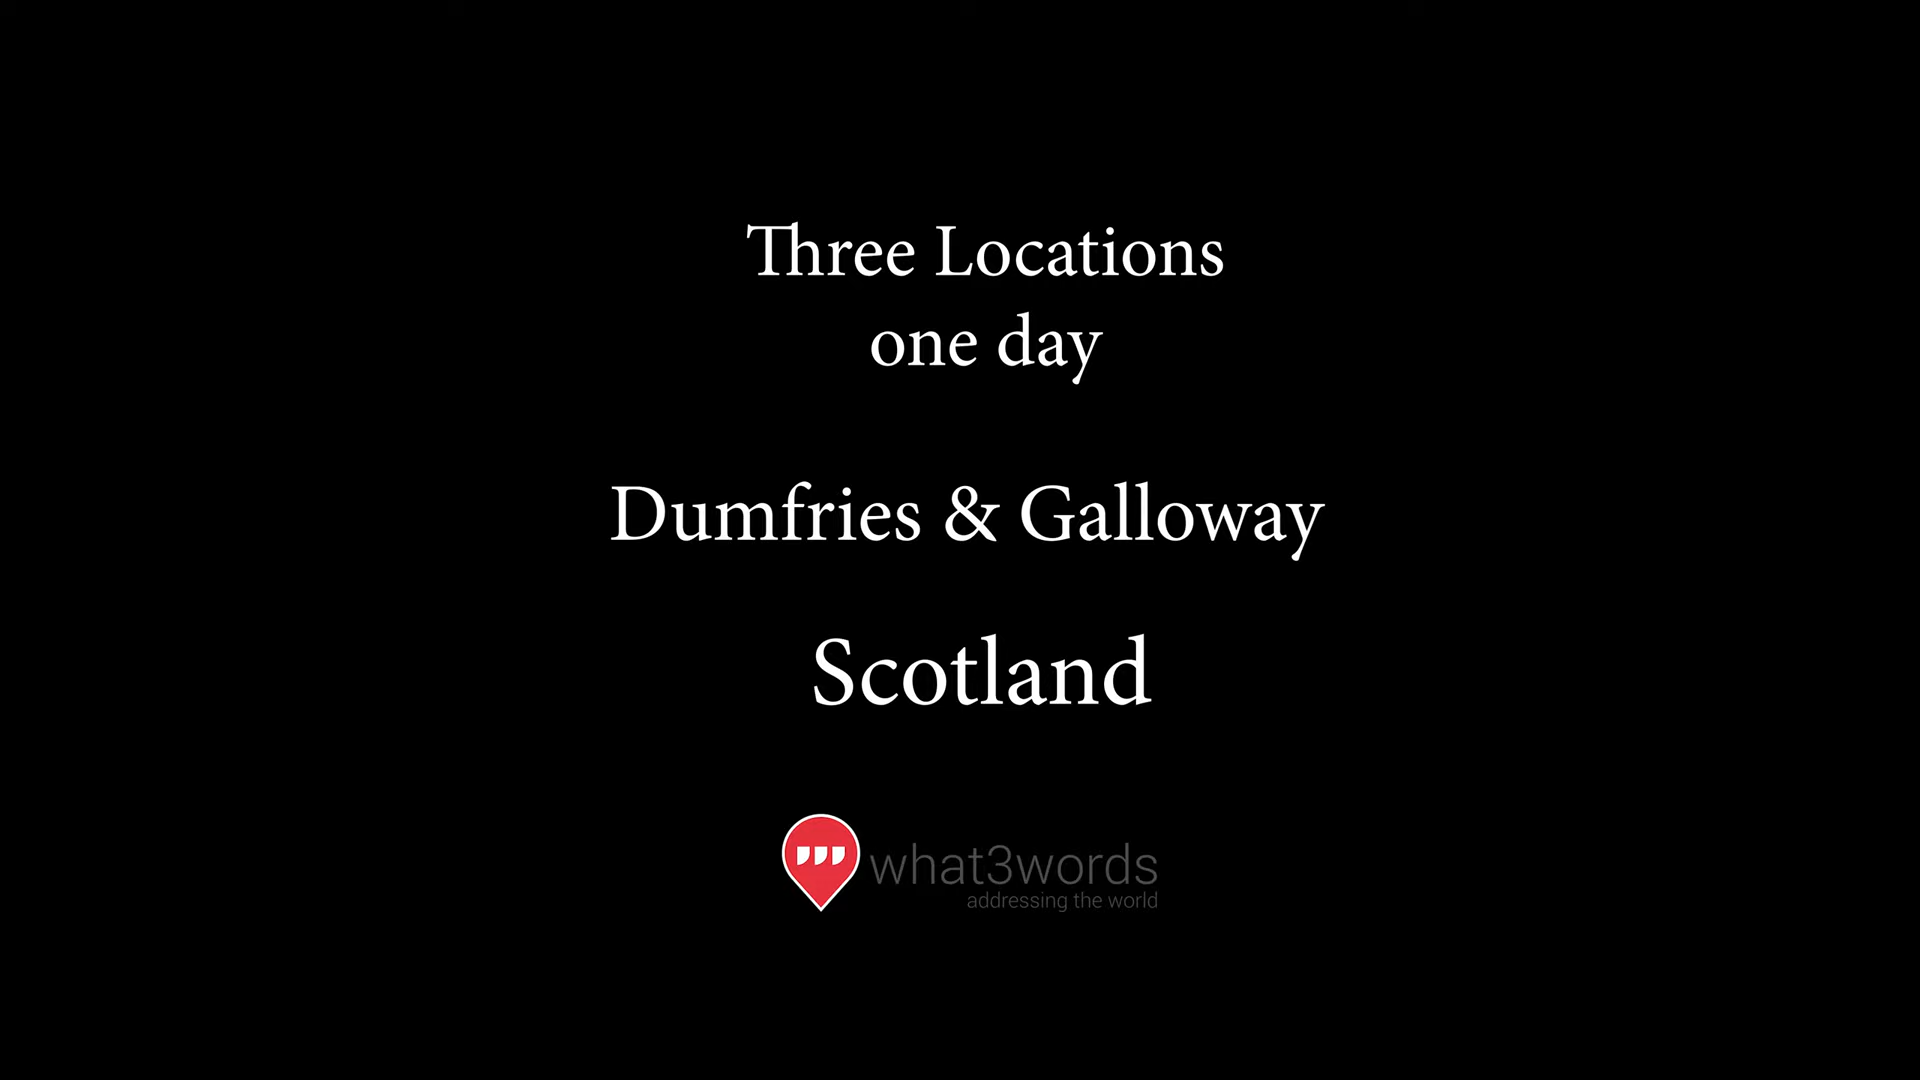 Three Locations
one day
Dumfries & Galloway
Scotland
what3words
addressing the world